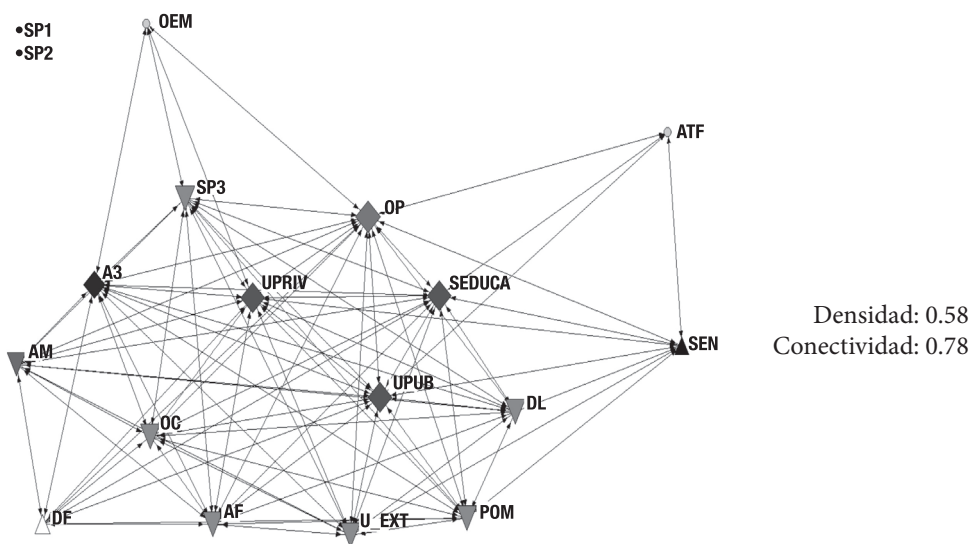 OEM
•SP1
•SP2
ATF
SP3
OP
A3
UPRIV
SEDUCA
Densidad: 0.58
SEN
Conectividad: 0.78
AM
UPUB
DL
OC
DF
AF
U_EXT
POM